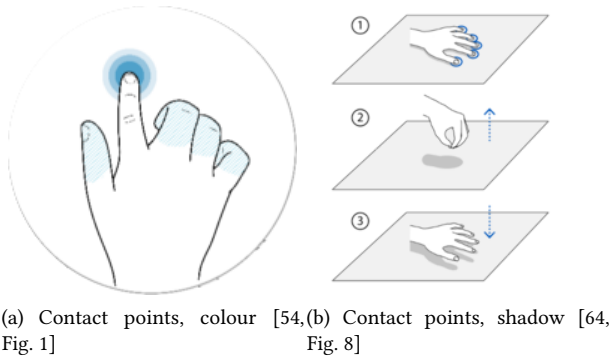 1
2
3
(a) Contact points, colour [54,
Fig. 1]
(b) Contact points, shadow [64,
Fig. 8]